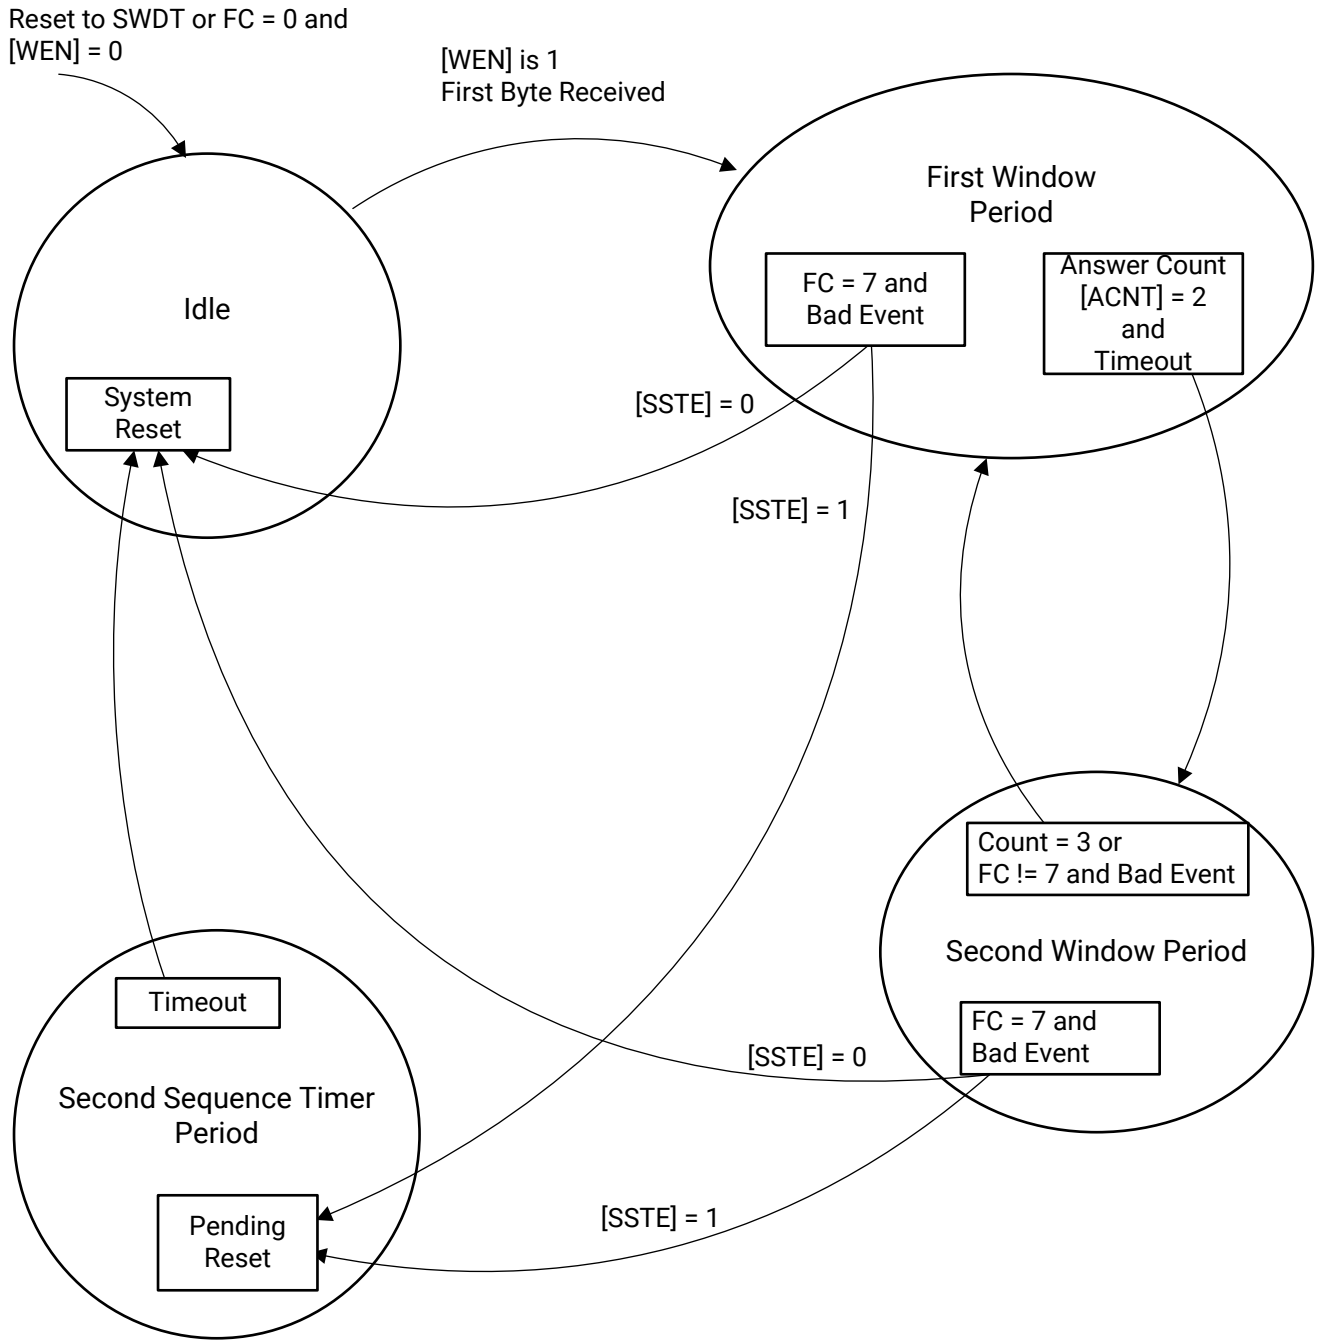 Reset to SWDT or FC = 0 and
[WEN] = 0
[WEN] is 1
First Byte Received
First Window
Period
FC = 7 and
Bad Event
Answer Count
[ACNT] = 2
and
Timeout
Idle
System
Reset
[SSTE] = 0
[SSTE] = 1
Count = 3 or
FC != 7 and Bad Event
Second Window Period
FC = 7 and
Bad Event
Timeout
[SSTE] = 0
Second Sequence Timer
Period
[SSTE] = 1
Pending
Reset